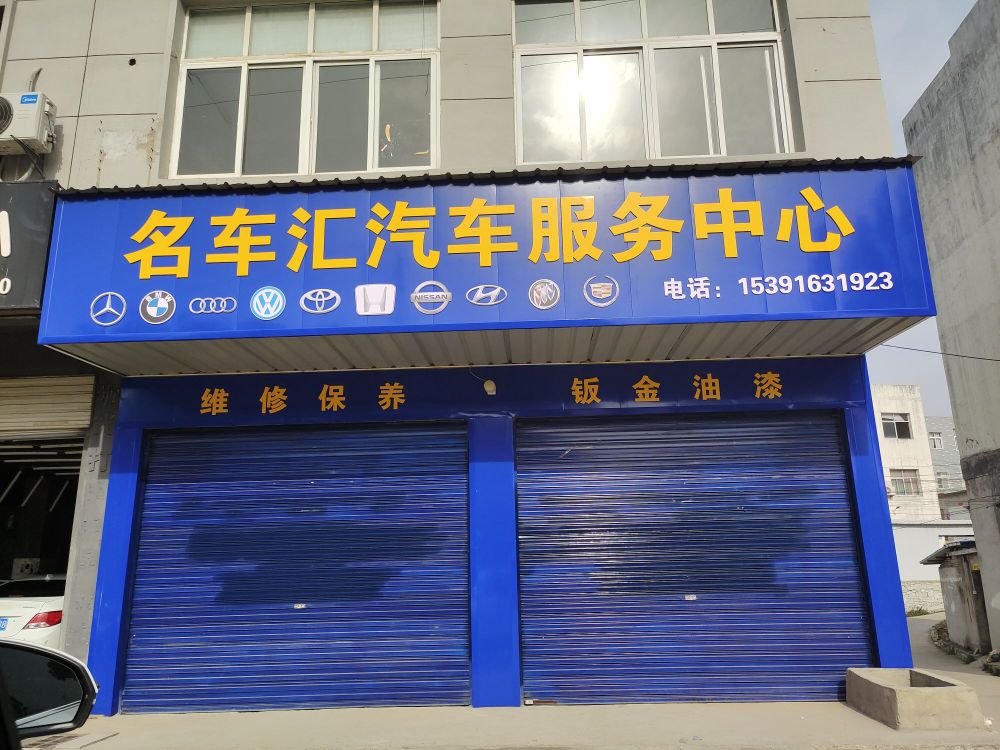 名车汇汽车服务中心
BMW
NISSAN
电话：15391631923
维修保养
钣金油漆